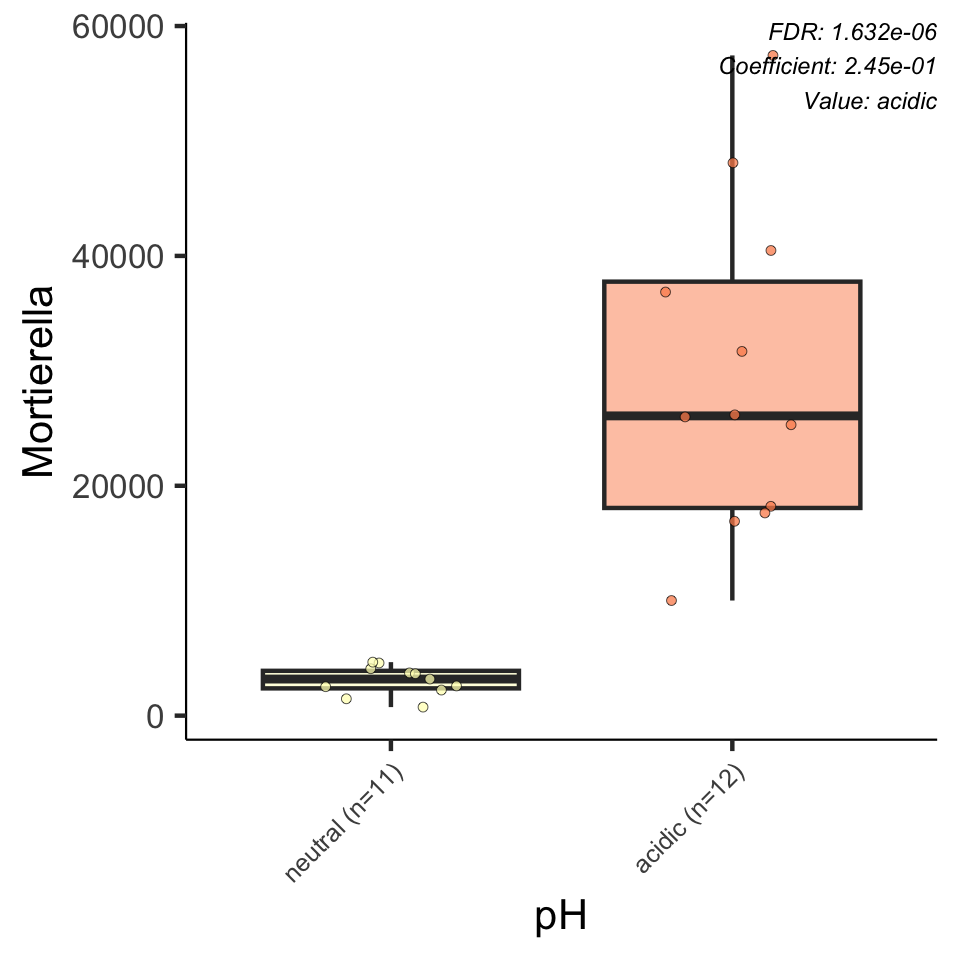 60000
40000
20000
0
Mortierella
FDR: 1.632e-06
Coefficient: 2.45e-01
Value: acidic
neutral (n=11)
acidic (n=12)
pH